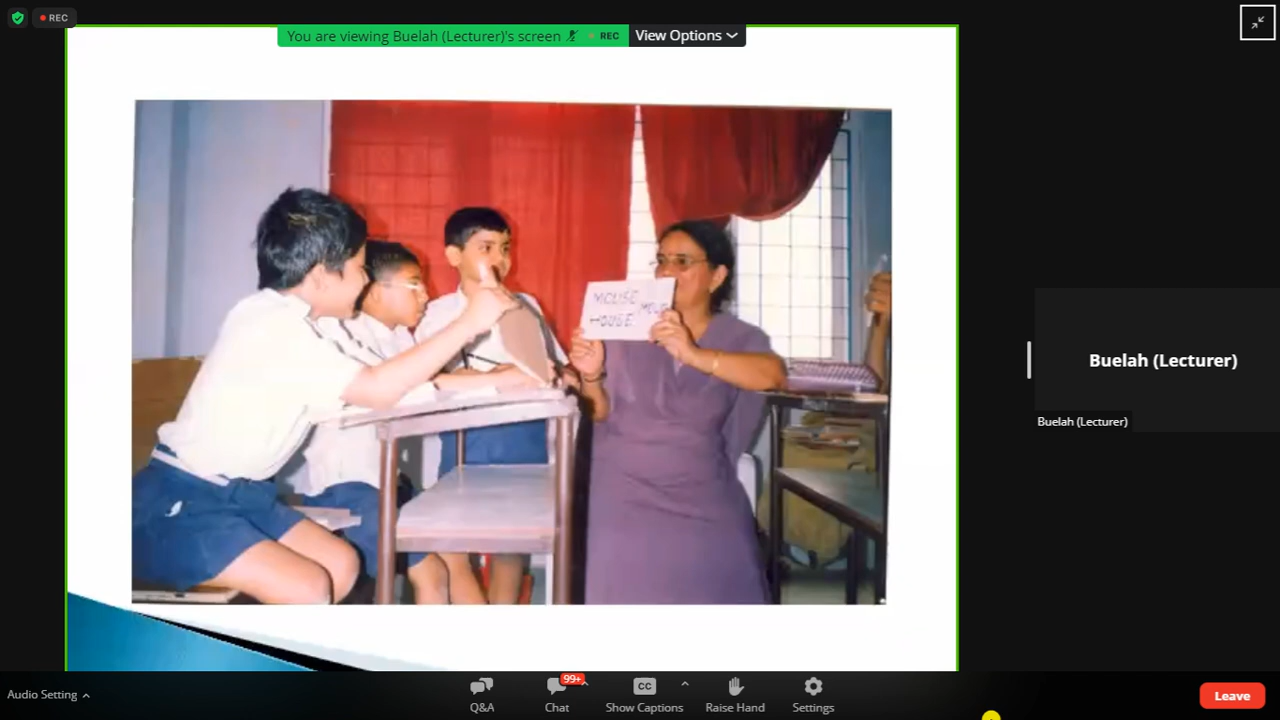 REC
You are viewing Buelah (Lecturer)'s screen REC View Options
MOUSE
HOUSE
Buelah (Lecturer)
Buelah (Lecturer)
Audio Setting
99+
Q&A Chat CC Show Captions Raise Hand Settings Leave